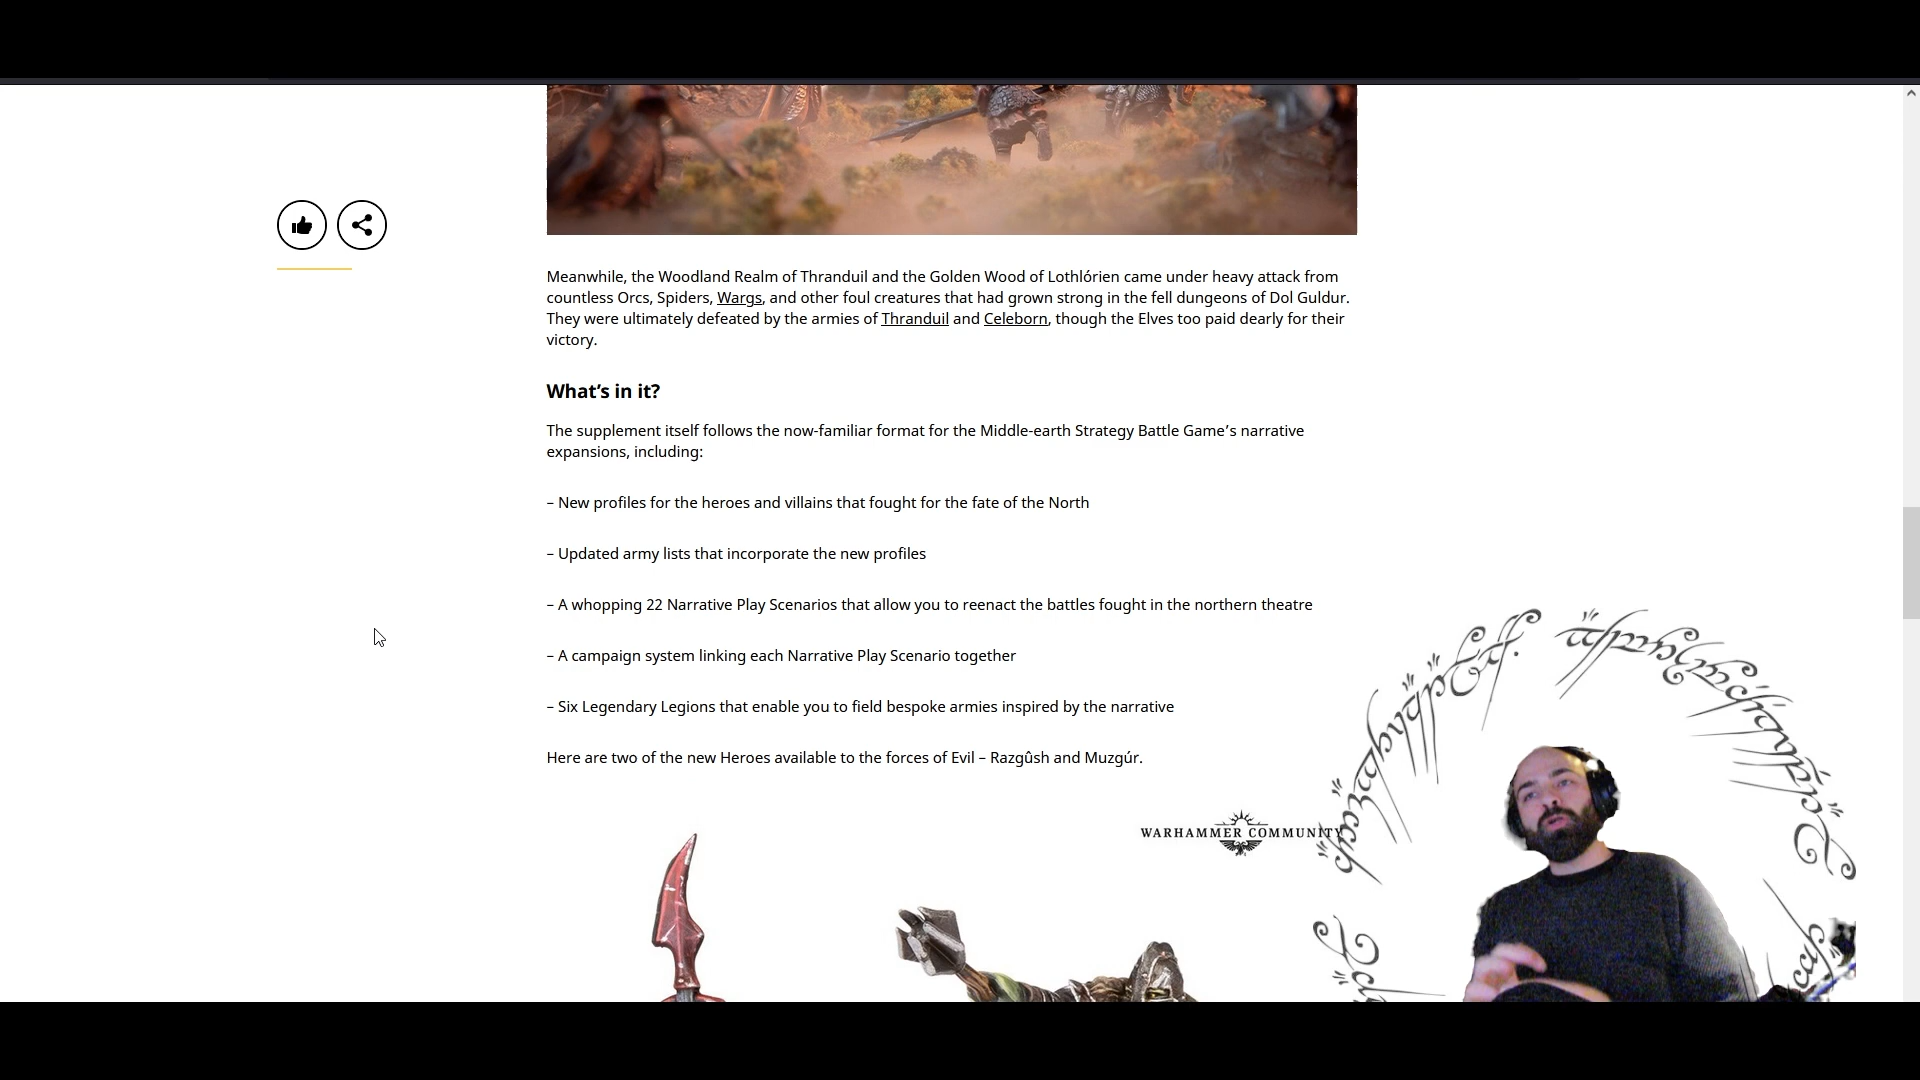 Meanwhile, the Woodland Realm of Thranduil and the Golden Wood of Lothlórien came under heavy attack from
countless Orcs, Spiders, Wargs, and other foul creatures that had grown strong in the fell dungeons of Dol Guldur.
They were ultimately defeated by the armies of Thranduil and Celeborn, though the Elves too paid dearly for their
victory.
What’s in it?
The supplement itself follows the now-familiar format for the Middle-earth Strategy Battle Game’s narrative
expansions, including:
– New profiles for the heroes and villains that fought for the fate of the North
– Updated army lists that incorporate the new profiles
– A whopping 22 Narrative Play Scenarios that allow you to reenact the battles fought in the northern theatre
– A campaign system linking each Narrative Play Scenario together
– Six Legendary Legions that enable you to field bespoke armies inspired by the narrative
Here are two of the new Heroes available to the forces of Evil – Razgûsh and Muzgúr.
WARHAMMER COMMUNITY